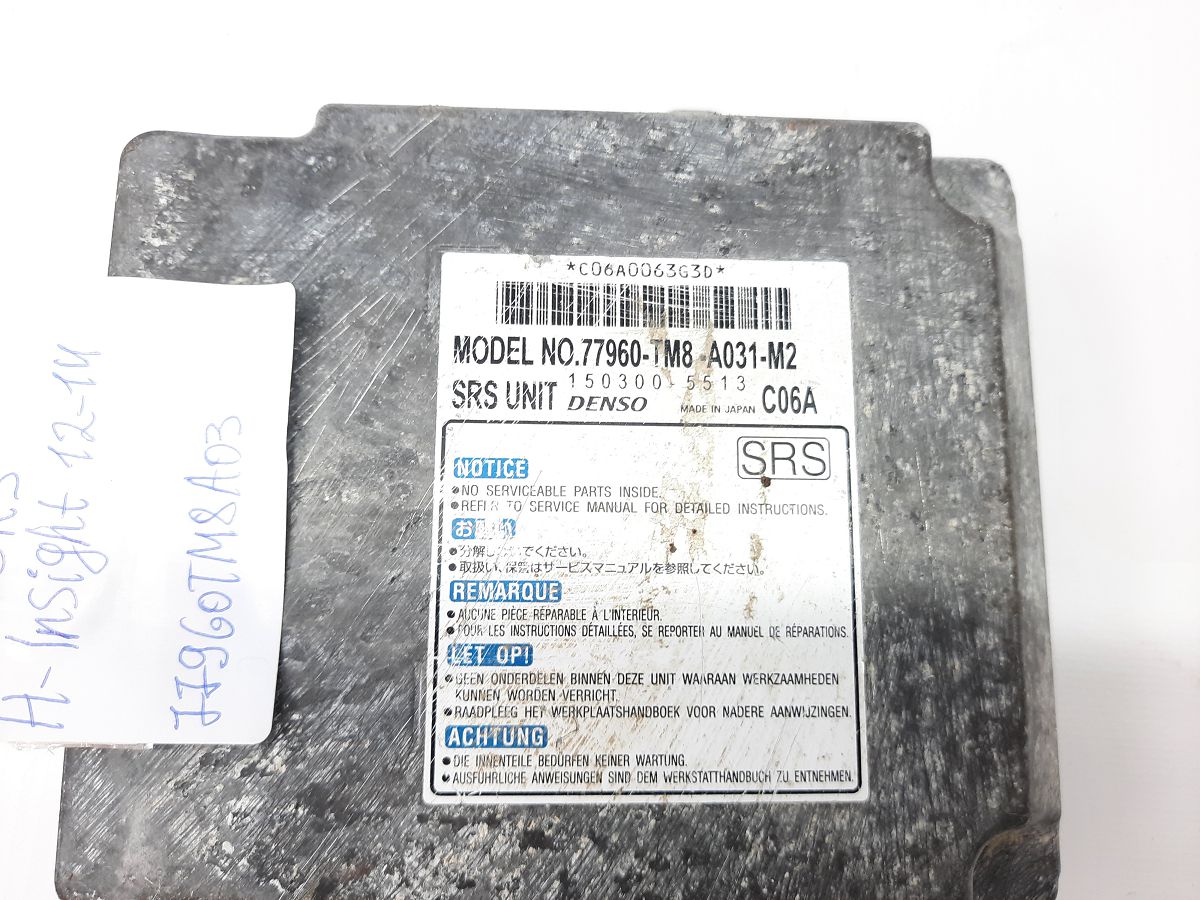 H-Insight 12-14
77960TM8A03
*C06A0063G3D*
MODEL NO.77960-TM8-A031-M2
SRS UNIT 150300-5513 DENSO MADE IN JAPAN C06A
SRS
NOTICE
●NO SERVICEABLE PARTS INSIDE.
●REFER TO SERVICE MANUAL FOR DETAILED INSTRUCTIONS.
●分解しないでください。
●取扱い、保管はサービスマニュアルを参照してください。
REMARQUE
●AUCUNE PIÈCE RÉPARABLE À L'INTERIEUR.
●POUR LES INSTRUCTIONS DÉTAILLÉES, SE REPORTER AU MANUEL DE RÉPARATIONS.
LET OP!
●GEEN ONDERDELEN BINNEN DEZE UNIT WAARAAN WERKZAAMHEDEN
KUNNEN WORDEN VERRICHT.
●RAADPLEEG HET WERKPLAATSHANDBOEK VOOR NADERE AANWIJZINGEN.
ACHTUNG
●DIE INNENTEILE BEDÜRFEN KEINER WARTUNG.
●AUSFÜHRLICHE ANWEISUNGEN SIND DEM WERKSTATTHANDBUCH ZU ENTNEHMEN.